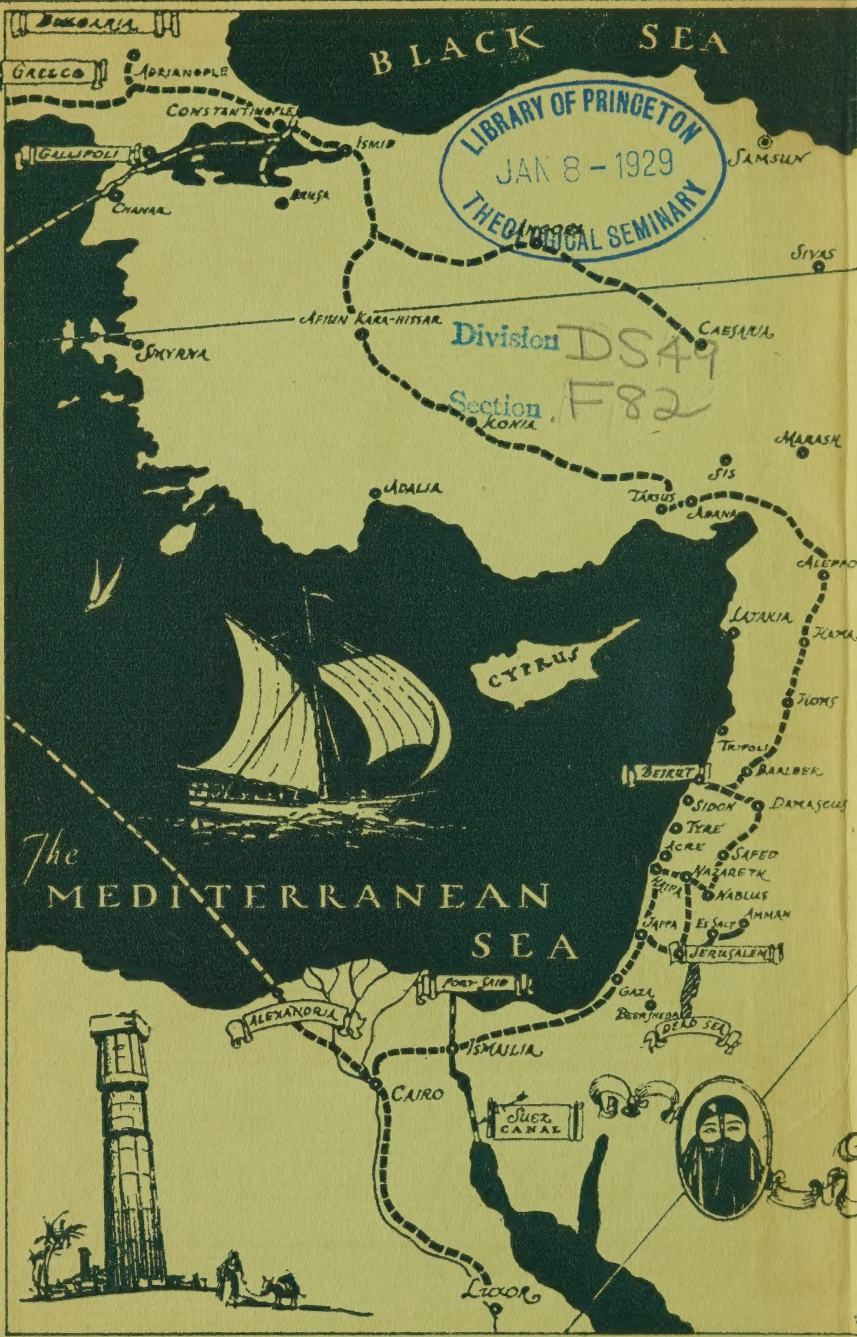 BULGARIA
BLACK SEA
GREECE
ADRIANOPLE
CONSTANTINOPLE
ISMID
GALLIPOLI
CHANAK
BRUSA
LIBRARY OF PRINCETON
JAN 8 - 1929
THEOLOGICAL SEMINARY
SAMSUN
ANGORA
SIVAS
AFIUN KARA-HISSAR
SMYRNA
CAESARIA
Division DS49
Section F82
KONIA
MARASH
SIS
ADALIA
TARSUS
ADANA
ALEPPO
LATAKIA
HAMA
CYPRUS
HOMS
TRIPOLI
BEIRUT
BAALBEK
SIDON
DAMASCUS
TYRE
ACRE
SAFED
NAZARETH
HAIFA
NABLUS
The
MEDITERRANEAN
SEA
JAFFA
ES SALT
AMMAN
JERUSALEM
PORT SAID
GAZA
BEERSHEBA
DEAD SEA
ALEXANDRIA
ISMAILIA
CAIRO
SUEZ
CANAL
LUXOR